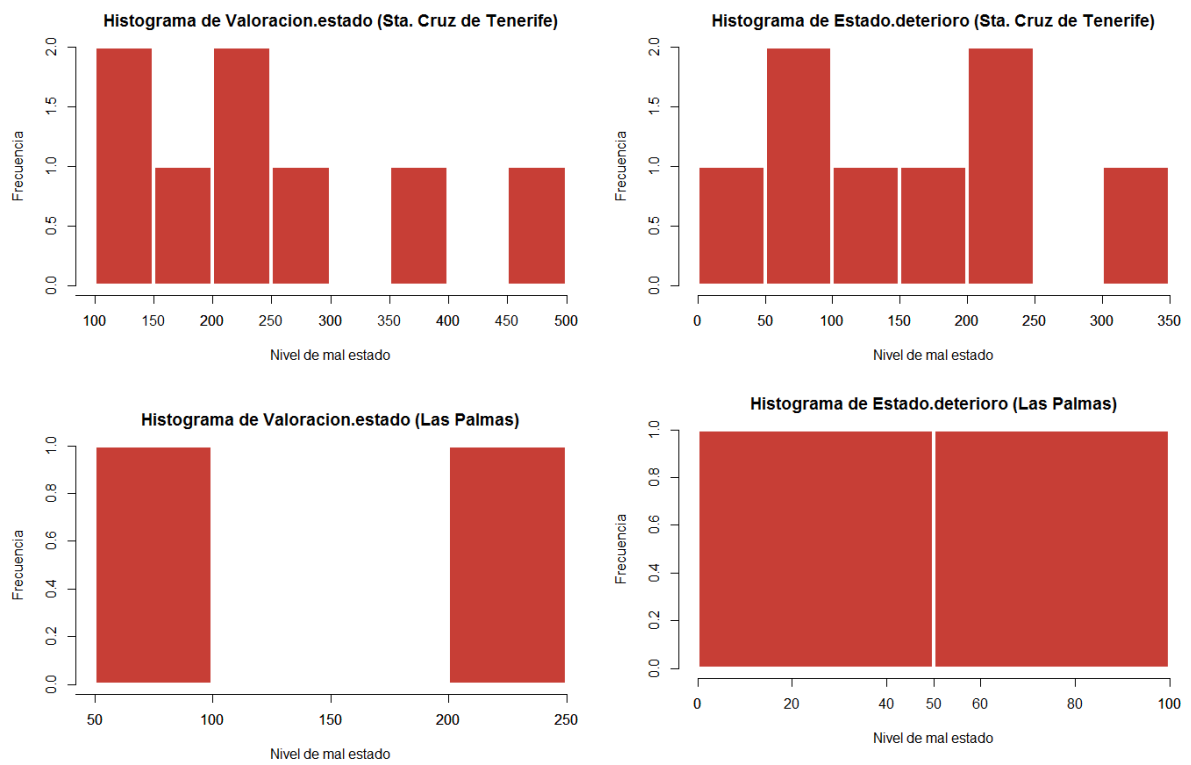 Histograma de Valoracion.estado (Sta. Cruz de Tenerife)
Frecuencia
0.0 0.5 1.0 1.5 2.0
100 150 200 250 300 350 400 450 500
Nivel de mal estado
Histograma de Estado.deterioro (Sta. Cruz de Tenerife)
Frecuencia
0.0 0.5 1.0 1.5 2.0
0 50 100 150 200 250 300 350
Nivel de mal estado
Histograma de Valoracion.estado (Las Palmas)
Frecuencia
0.0 0.2 0.4 0.6 0.8 1.0
50 100 150 200 250
Nivel de mal estado
Histograma de Estado.deterioro (Las Palmas)
Frecuencia
0.0 0.2 0.4 0.6 0.8 1.0
0 20 40 50 60 80 100
Nivel de mal estado